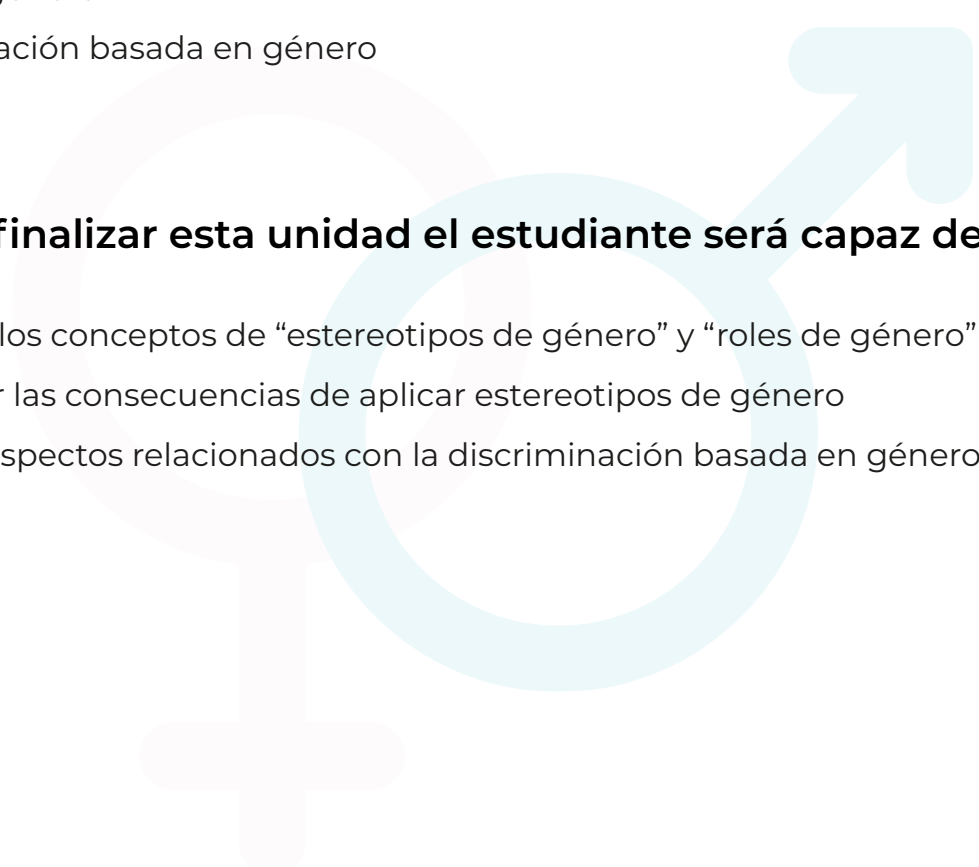 ación basada en género
finalizar esta unidad el estudiante será capaz de
los conceptos de “estereotipos de género” y “roles de género”
las consecuencias de aplicar estereotipos de género
spectos relacionados con la discriminación basada en género